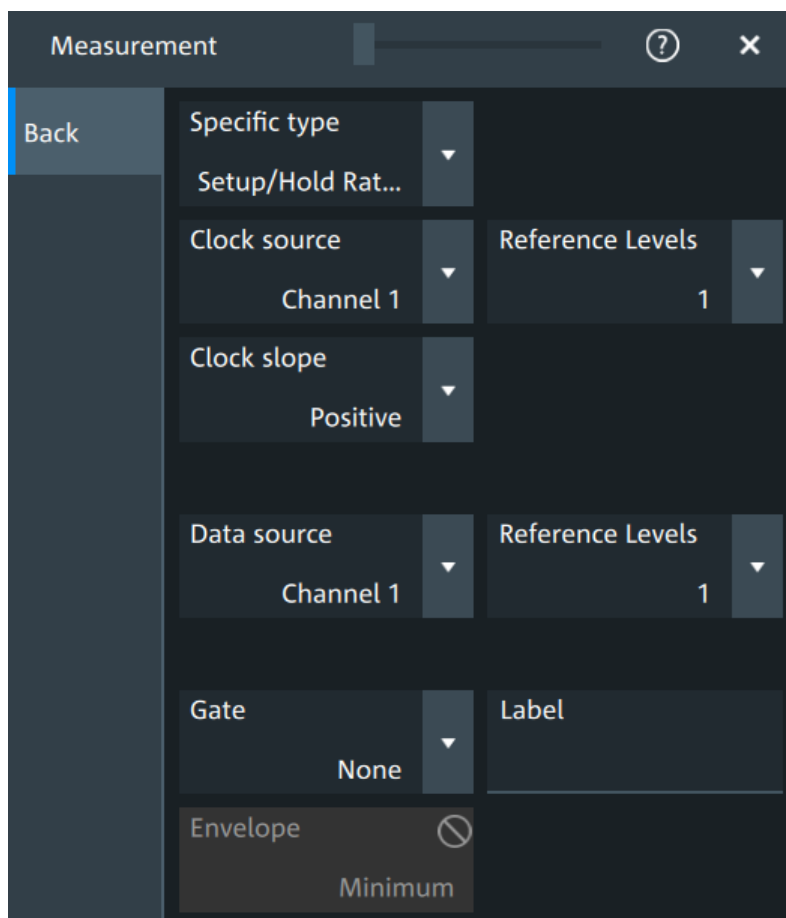 Measurement
Back
Specific type
Setup/Hold Rat...
Clock source
Reference Levels
Channel 1
1
Clock slope
Positive
Data source
Reference Levels
Channel 1
1
Gate
Label
None
Envelope
Minimum